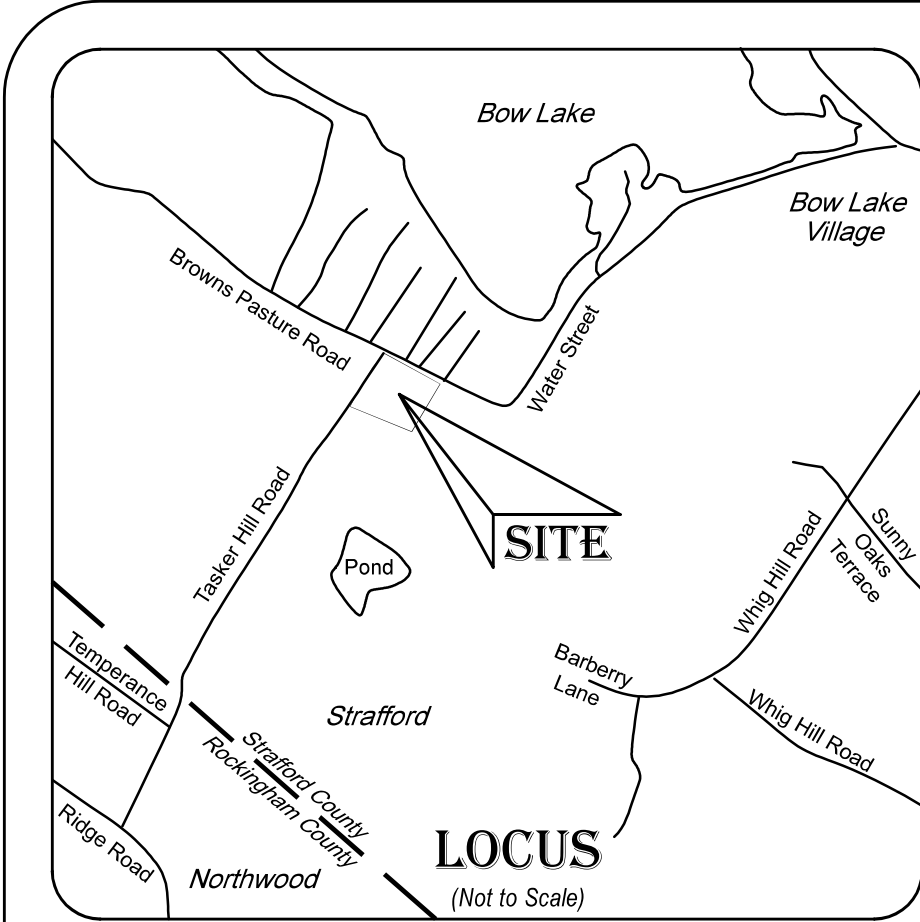 Bow Lake
Bow Lake
Village
Browns Pasture Road
Water Street
Tasker Hill Road
SITE
Pond
Sunny
Oaks
Terrace
Whig Hill Road
Temperance
Hill Road
Barberry
Lane
Whig Hill Road
Strafford
Strafford County
Rockingham County
Ridge Road
Northwood
LOCUS
(Not to Scale)